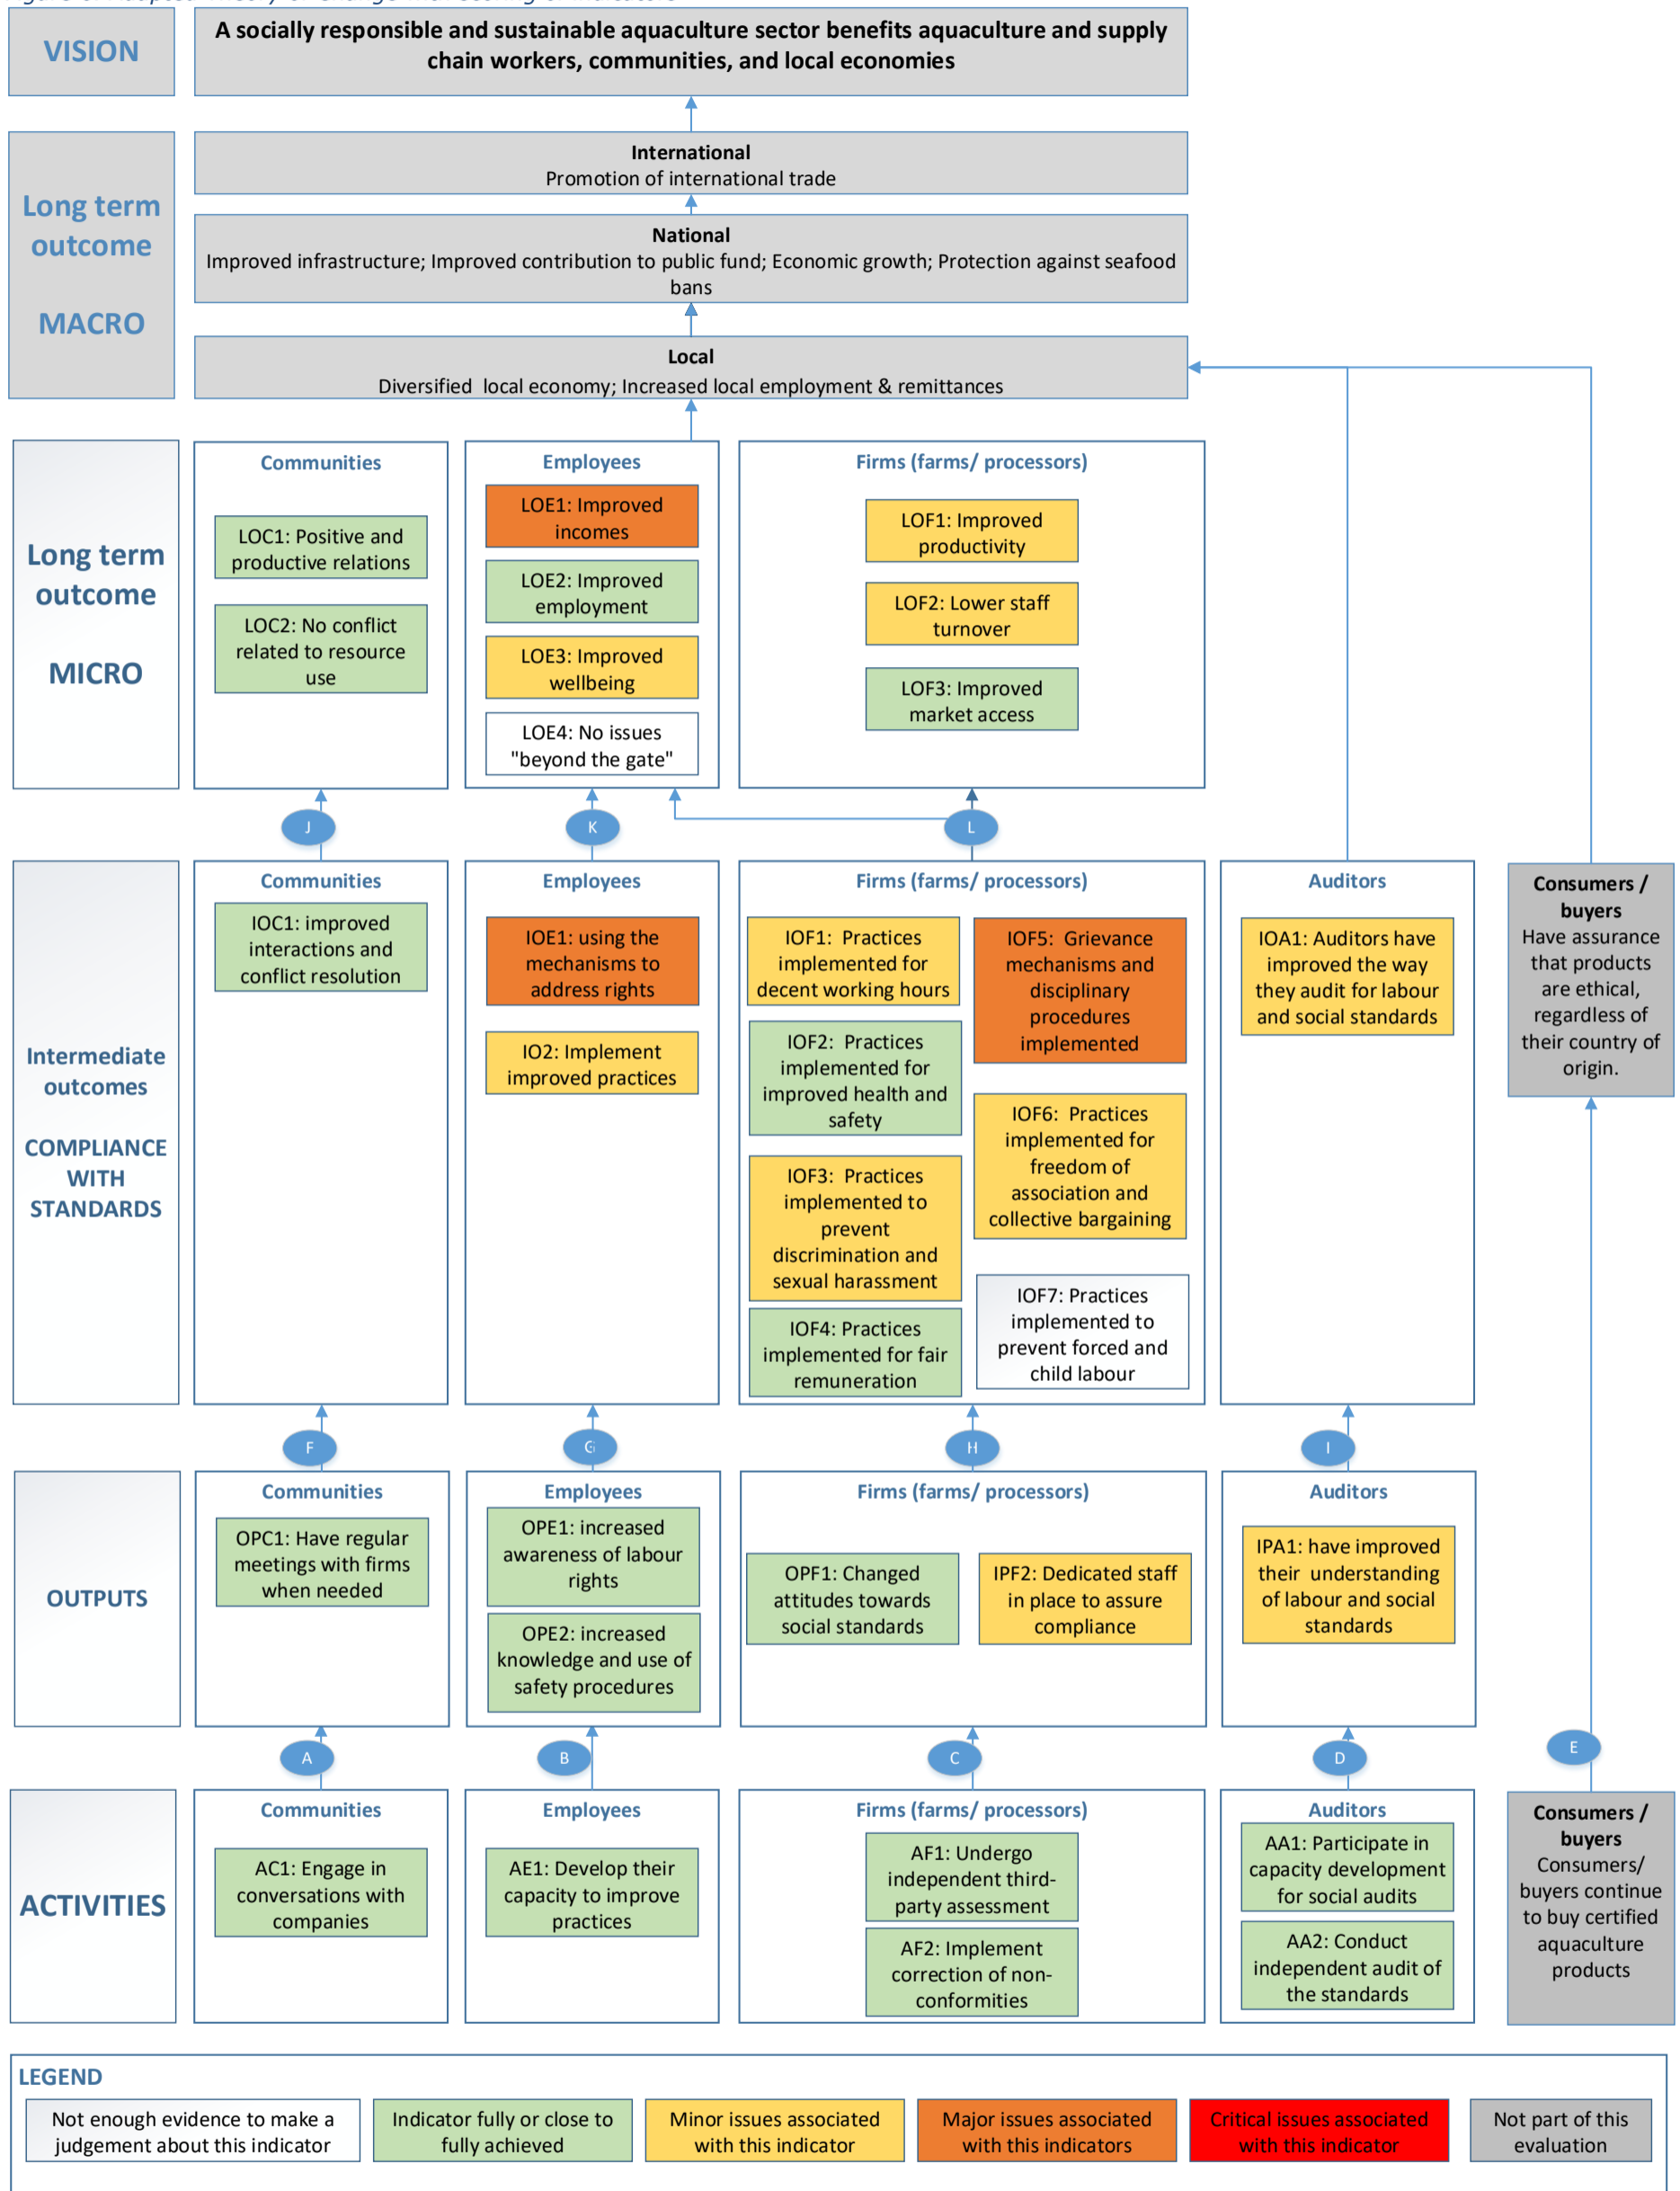 VISION
A socially responsible and sustainable aquaculture sector benefits aquaculture and supply
chain workers, communities, and local economies
Long term
outcome
MACRO
International
Promotion of international trade
National
Improved infrastructure; Improved contribution to public fund; Economic growth; Protection against seafood
bans
Local
Diversified local economy; Increased local employment & remittances
Long term
outcome
MICRO
Communities
LOC1: Positive and
productive relations
LOC2: No conflict
related to resource
use
Employees
LOE1: Improved
incomes
LOE2: Improved
employment
LOE3: Improved
wellbeing
LOE4: No issues
"beyond the gate"
Firms (farms/ processors)
LOF1: Improved
productivity
LOF2: Lower staff
turnover
LOF3: Improved
market access
J
K
L
Intermediate
outcomes
COMPLIANCE
WITH
STANDARDS
Communities
IOC1: improved
interactions and
conflict resolution
Employees
IOE1: using the
mechanisms to
address rights
IO2: Implement
improved practices
Firms (farms/ processors)
IOF1: Practices
implemented for
decent working hours
IOF2: Practices
implemented for
improved health and
safety
IOF3: Practices
implemented to
prevent
discrimination and
sexual harassment
IOF4: Practices
implemented for fair
remuneration
IOF5: Grievance
mechanisms and
disciplinary
procedures
implemented
IOF6: Practices
implemented for
freedom of
association and
collective bargaining
IOF7: Practices
implemented to
prevent forced and
child labour
Auditors
IOA1: Auditors have
improved the way
they audit for labour
and social standards
Consumers /
buyers
Have assurance
that products
are ethical,
regardless of
their country of
origin.
F
G
H
I
OUTPUTS
Communities
OPC1: Have regular
meetings with firms
when needed
Employees
OPE1: increased
awareness of labour
rights
OPE2: increased
knowledge and use of
safety procedures
Firms (farms/ processors)
OPF1: Changed
attitudes towards
social standards
IPF2: Dedicated staff
in place to assure
compliance
Auditors
IPA1: have improved
their understanding
of labour and social
standards
A
B
C
D
E
ACTIVITIES
Communities
AC1: Engage in
conversations with
companies
Employees
AE1: Develop their
capacity to improve
practices
Firms (farms/ processors)
AF1: Undergo
independent third-
party assessment
AF2: Implement
correction of non-
conformities
Auditors
AA1: Participate in
capacity development
for social audits
AA2: Conduct
independent audit of
the standards
Consumers /
buyers
Consumers/
buyers continue
to buy certified
aquaculture
products
LEGEND
Not enough evidence to make a
judgement about this indicator
Indicator fully or close to
fully achieved
Minor issues associated
with this indicator
Major issues associated
with this indicators
Critical issues associated
with this indicator
Not part of this
evaluation